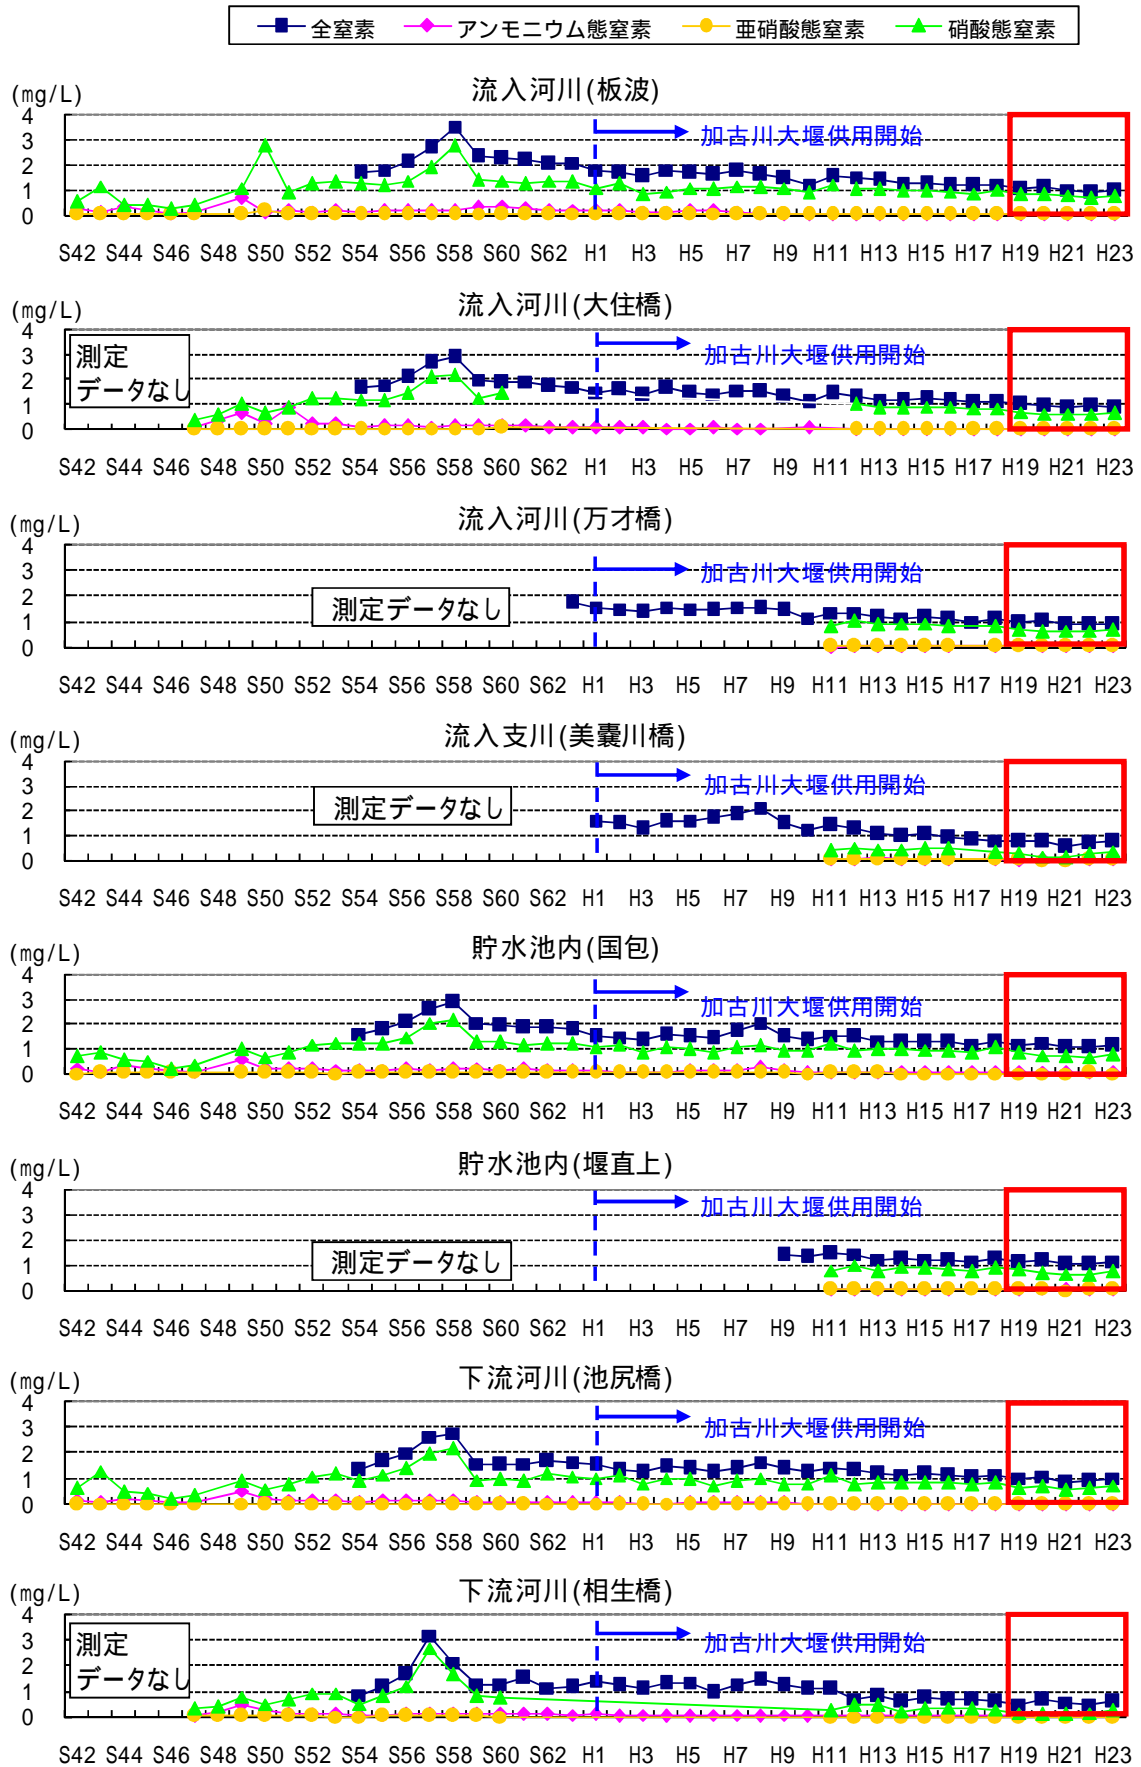 全窒素 アンモニウム態窒素 亜硝酸態窒素 硝酸態窒素
流入河川(板波)
(mg/L)
4
3
2
1
0
加古川大堰供用開始
S42 S44 S46 S48 S50 S52 S54 S56 S58 S60 S62 H1 H3 H5 H7 H9 H11 H13 H15 H17 H19 H21 H23
流入河川(大住橋)
(mg/L)
4
3
2
1
0
測定
データなし
加古川大堰供用開始
S42 S44 S46 S48 S50 S52 S54 S56 S58 S60 S62 H1 H3 H5 H7 H9 H11 H13 H15 H17 H19 H21 H23
流入河川(万才橋)
(mg/L)
4
3
2
1
0
測定データなし
加古川大堰供用開始
S42 S44 S46 S48 S50 S52 S54 S56 S58 S60 S62 H1 H3 H5 H7 H9 H11 H13 H15 H17 H19 H21 H23
流入支川(美嚢川橋)
(mg/L)
4
3
2
1
0
測定データなし
加古川大堰供用開始
S42 S44 S46 S48 S50 S52 S54 S56 S58 S60 S62 H1 H3 H5 H7 H9 H11 H13 H15 H17 H19 H21 H23
貯水池内(国包)
(mg/L)
4
3
2
1
0
加古川大堰供用開始
S42 S44 S46 S48 S50 S52 S54 S56 S58 S60 S62 H1 H3 H5 H7 H9 H11 H13 H15 H17 H19 H21 H23
貯水池内(堰直上)
(mg/L)
4
3
2
1
0
測定データなし
加古川大堰供用開始
S42 S44 S46 S48 S50 S52 S54 S56 S58 S60 S62 H1 H3 H5 H7 H9 H11 H13 H15 H17 H19 H21 H23
下流河川(池尻橋)
(mg/L)
4
3
2
1
0
加古川大堰供用開始
S42 S44 S46 S48 S50 S52 S54 S56 S58 S60 S62 H1 H3 H5 H7 H9 H11 H13 H15 H17 H19 H21 H23
下流河川(相生橋)
(mg/L)
4
3
2
1
0
測定
データなし
加古川大堰供用開始
S42 S44 S46 S48 S50 S52 S54 S56 S58 S60 S62 H1 H3 H5 H7 H9 H11 H13 H15 H17 H19 H21 H23